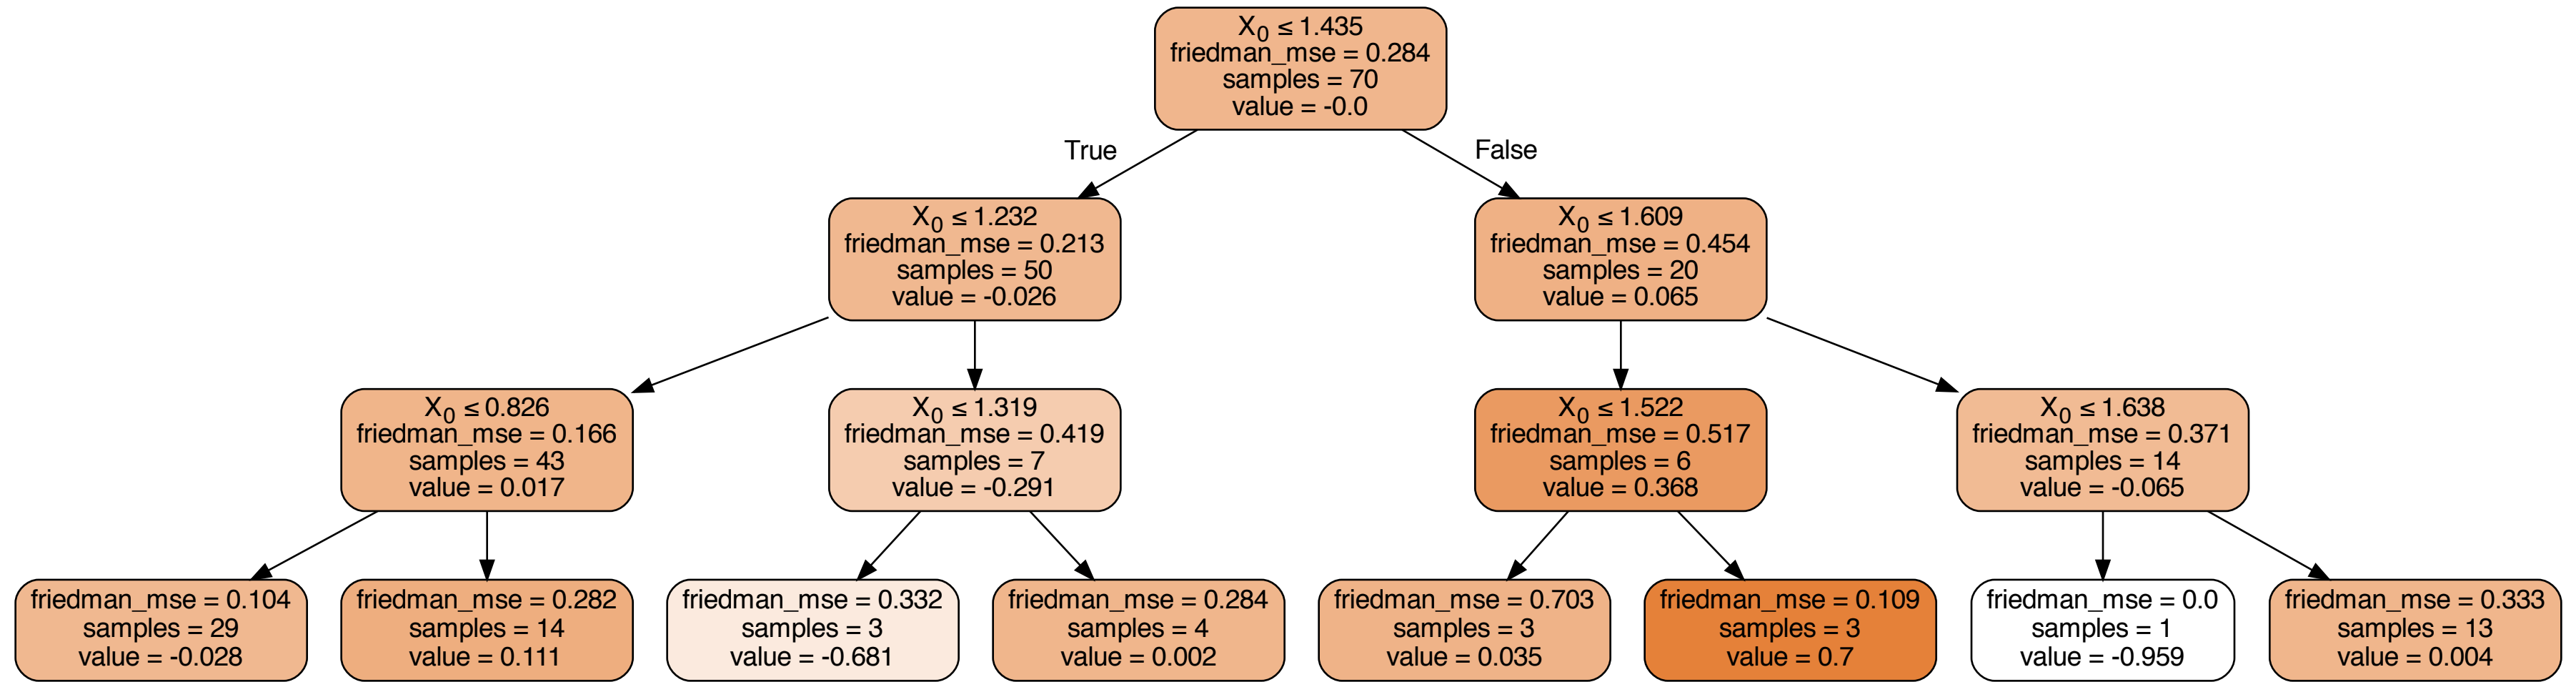 X0 ≤ 1.435
friedman_mse = 0.284
samples = 70
value = -0.0
True
False
X0 ≤ 1.232
friedman_mse = 0.213
samples = 50
value = -0.026
X0 ≤ 1.609
friedman_mse = 0.454
samples = 20
value = 0.065
X0 ≤ 0.826
friedman_mse = 0.166
samples = 43
value = 0.017
X0 ≤ 1.319
friedman_mse = 0.419
samples = 7
value = -0.291
X0 ≤ 1.522
friedman_mse = 0.517
samples = 6
value = 0.368
X0 ≤ 1.638
friedman_mse = 0.371
samples = 14
value = -0.065
friedman_mse = 0.104
samples = 29
value = -0.028
friedman_mse = 0.282
samples = 14
value = 0.111
friedman_mse = 0.332
samples = 3
value = -0.681
friedman_mse = 0.284
samples = 4
value = 0.002
friedman_mse = 0.703
samples = 3
value = 0.035
friedman_mse = 0.109
samples = 3
value = 0.7
friedman_mse = 0.0
samples = 1
value = -0.959
friedman_mse = 0.333
samples = 13
value = 0.004